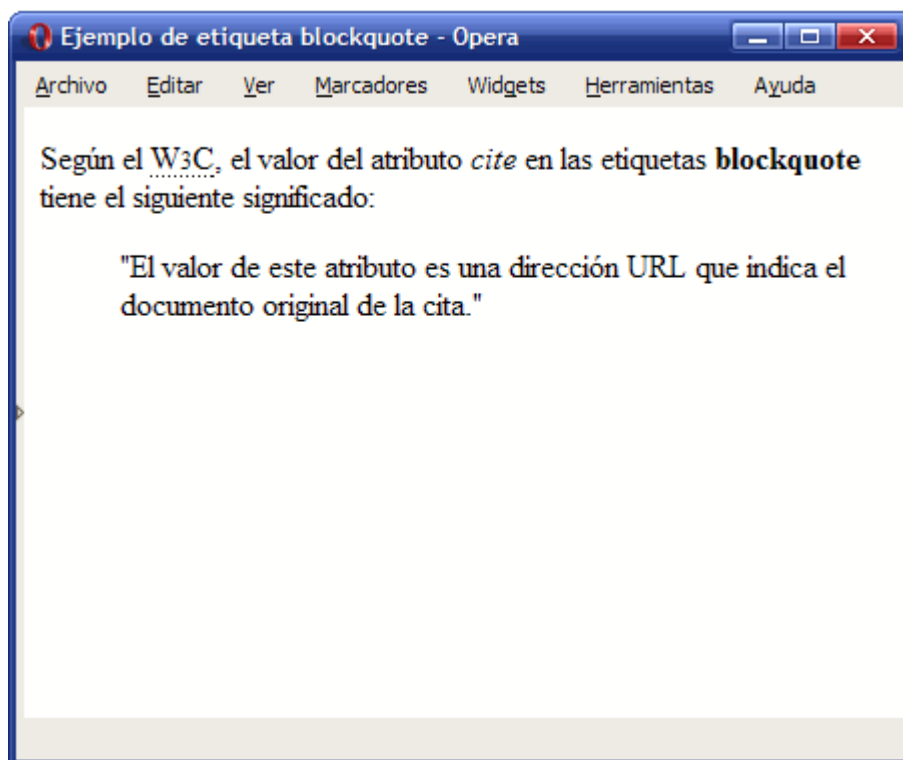 Ejemplo de etiqueta blockquote - Opera
Archivo Editar Ver Marcadores Widgets Herramientas Ayuda
Según el W3C, el valor del atributo cite en las etiquetas blockquote
tiene el siguiente significado:
"El valor de este atributo es una dirección URL que indica el
documento original de la cita."